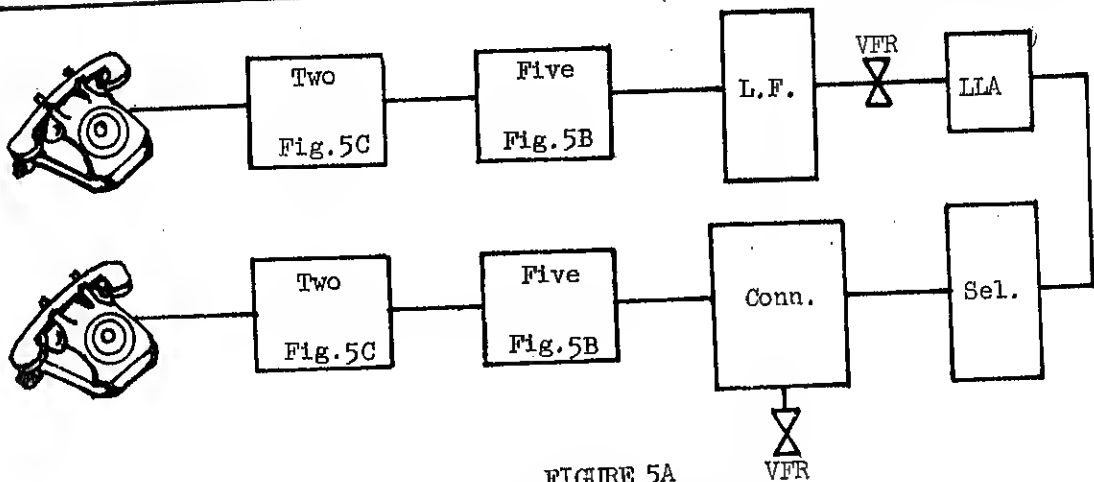 Two
Fig.5C
Five
Fig.5B
L.F.
VFR
LLA
Two
Fig.5C
Five
Fig.5B
Conn.
Sel.
VFR
FIGURE 5A